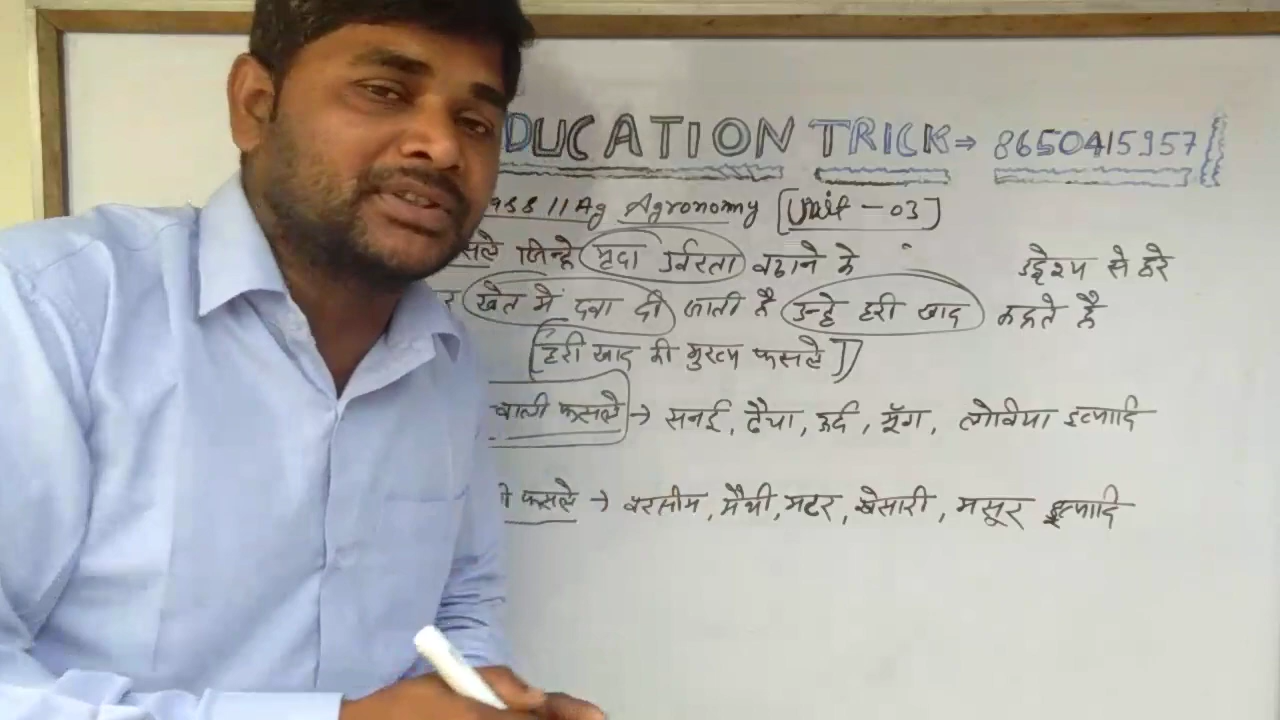 DUCATION TRICK → 8650415957
11 Ag Agronomy [Unit - 03]
जिन्हे मृदा उर्वरता बढाने के उद्देश्य से हरे
खेत में दबा दी जाती है उन्हे हरी खाद कहते है
[हरी खाद की मुख्य फसले]
वाली फसले → सनई, ढैचा, उर्द, मूँग, लोबिया इत्यादि
फसले → बरसीम, मैथी, मटर, खेसारी, मसूर इत्यादि